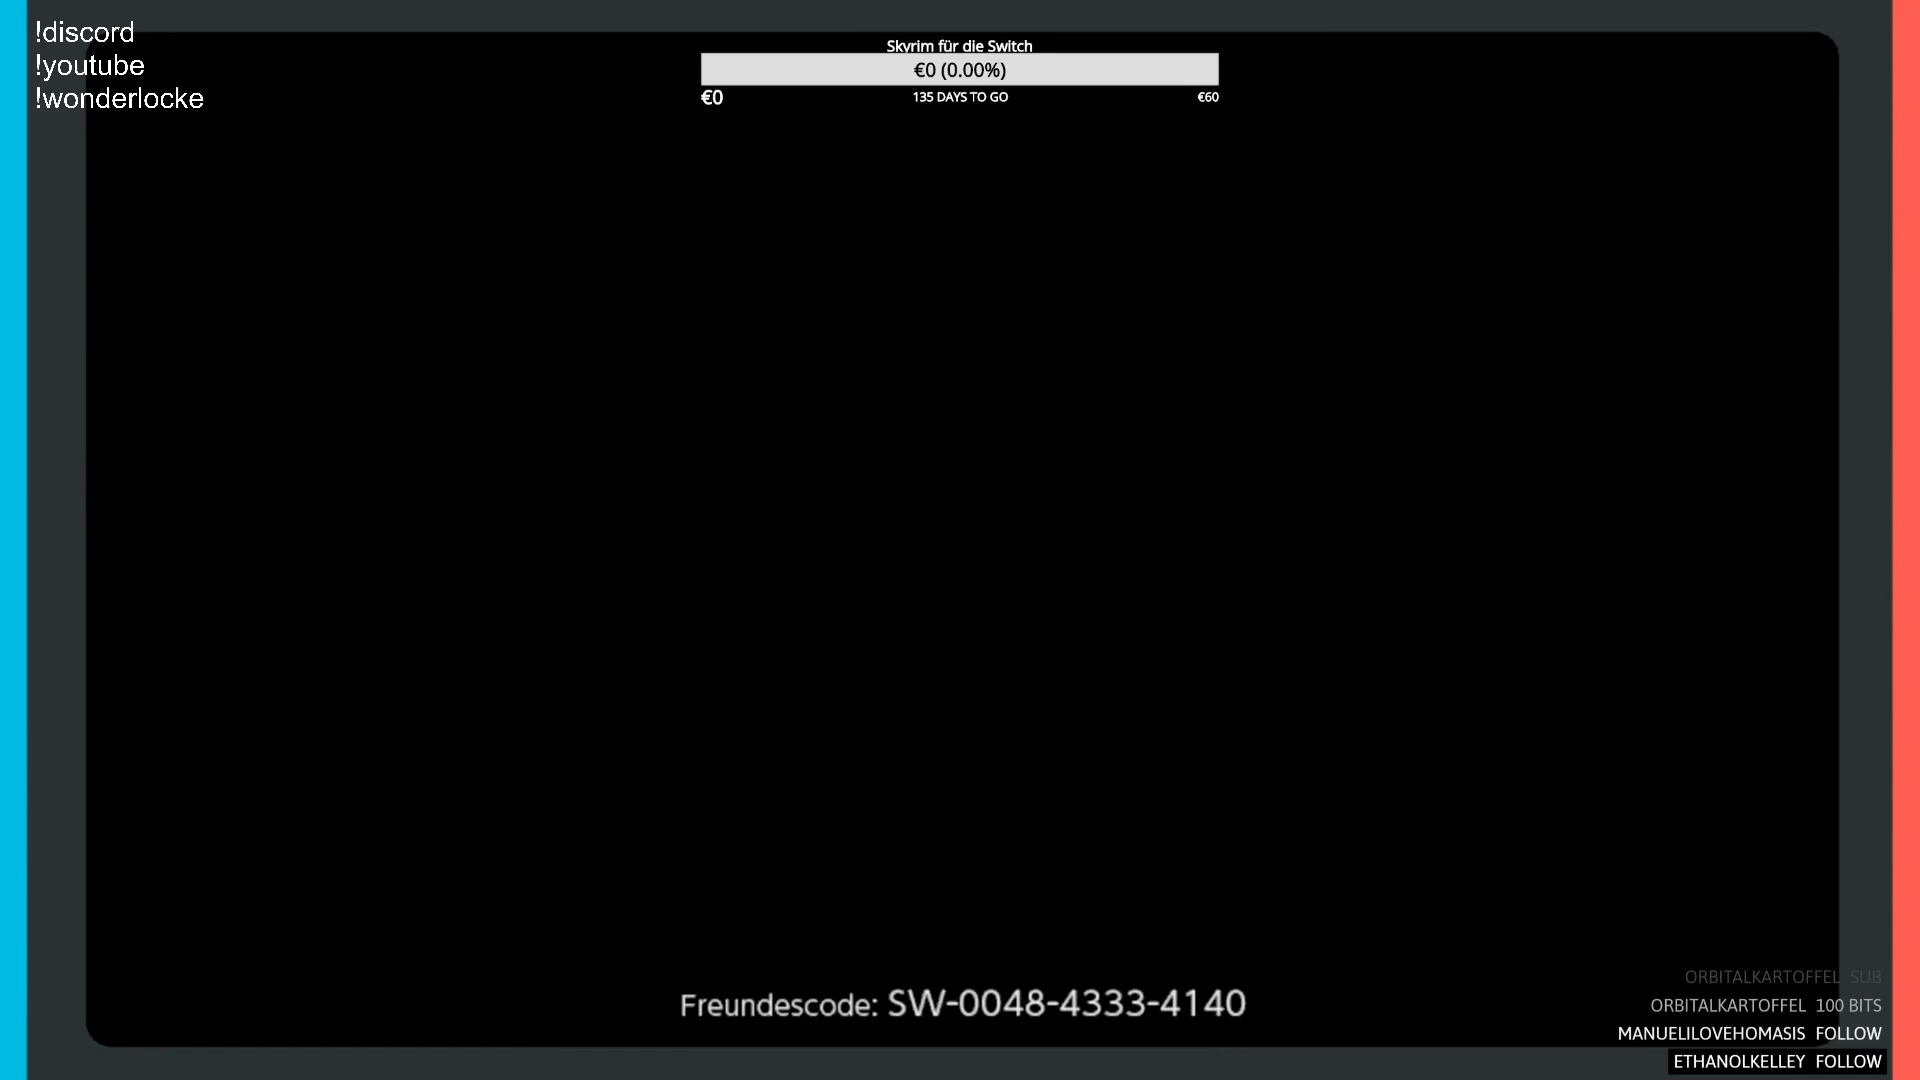 !discord
!youtube
!wonderlocke
Skyrim für die Switch
€0 (0.00%)
€0 135 DAYS TO GO €60
Freundescode: SW-0048-4333-4140
ORBITALKARTOFFEL SUB
ORBITALKARTOFFEL 100 BITS
MANUELILOVEHOMASIS FOLLOW
ETHANOLKELLEY FOLLOW